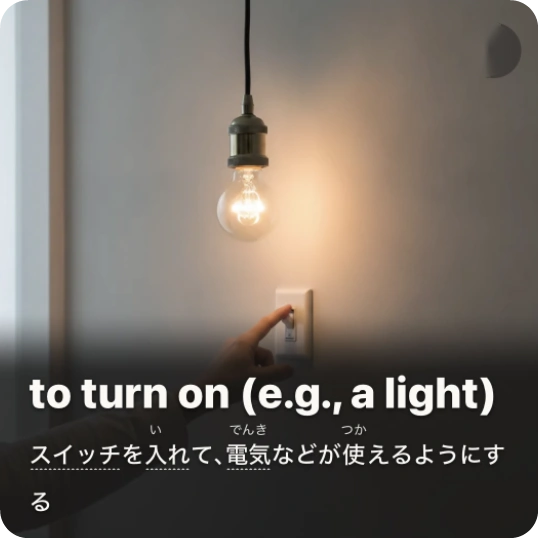 to turn on (e.g., a light)
い でんき つか
スイッチを入れて、電気などが使えるようにす
る